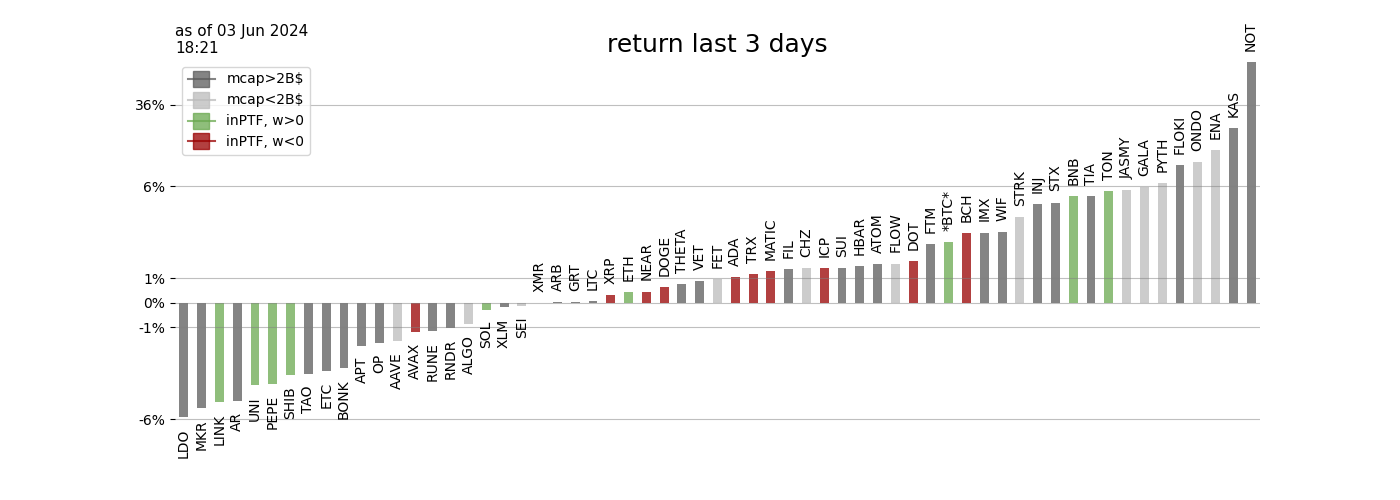 as of 03 Jun 2024
18:21
return last 3 days
mcap>2B$
mcap<2B$
inPTF, w>0
inPTF, w<0
36%
6%
1%
0%
-1%
-6%
LDO
MKR
LINK
AR
UNI
PEPE
SHIB
TAO
ETC
BONK
APT
OP
AAVE
AVAX
RUNE
RNDR
ALGO
SOL
XLM
SEI
XMR
ARB
GRT
LTC
XRP
ETH
NEAR
DOGE
THETA
VET
FET
ADA
TRX
MATIC
FIL
CHZ
ICP
SUI
HBAR
ATOM
FLOW
DOT
FTM
*BTC*
BCH
IMX
WIF
STRK
INJ
STX
BNB
TIA
TON
JASMY
GALA
PYTH
FLOKI
ONDO
ENA
KAS
NOT